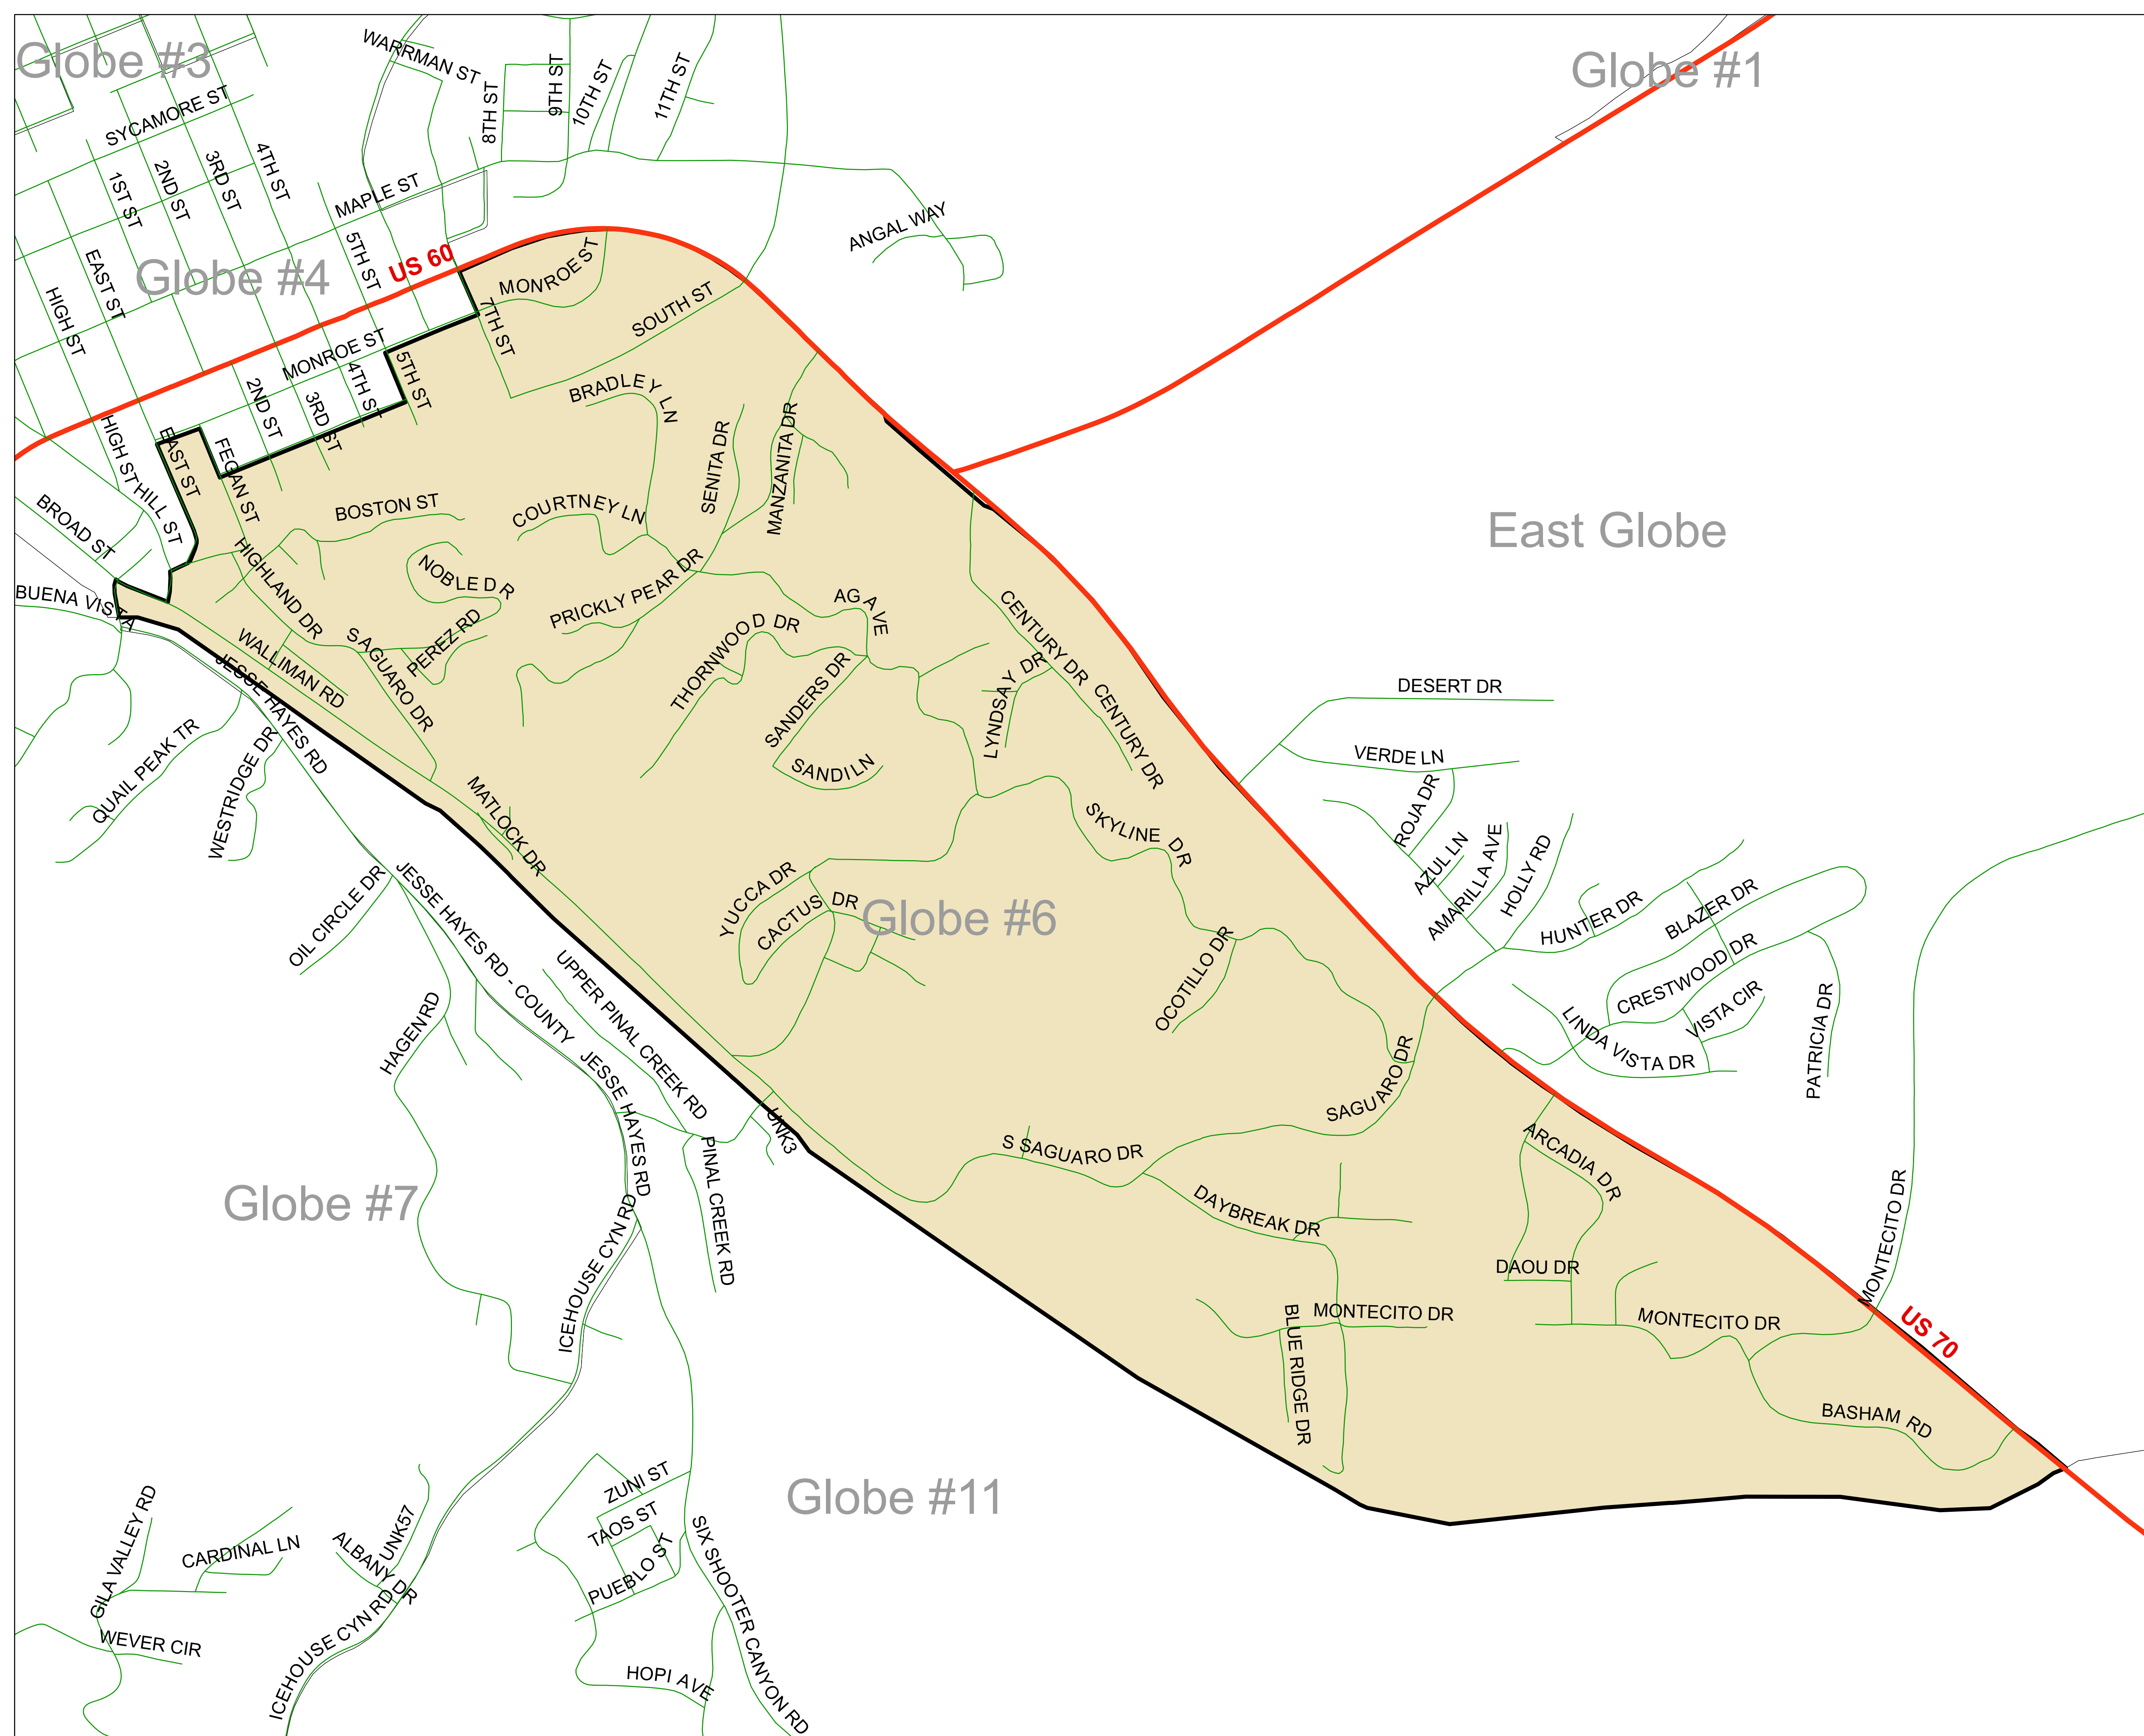 Globe #3
WARRMAN ST
Globe #1
SYCAMORE ST
8TH ST
9TH ST
10TH ST
11TH ST
1ST ST
2ND ST
3RD ST
4TH ST
MAPLE ST
ANGAL WAY
HIGH ST
EAST ST
Globe #4
5TH ST
US 60
MONROE ST
7TH ST
SOUTH ST
MONROE ST
2ND ST
3RD ST
4TH ST
5TH ST
BRADLEY LN
HIGH ST
EAST ST
FEGAN ST
SENITA DR
MANZANITA DR
HILL ST
BROAD ST
BOSTON ST
COURTNEY LN
East Globe
BUENA VISTA
HIGHLAND DR
NOBLE DR
PRICKLY PEAR DR
AGAVE
CENTURY DR
WALLIMAN RD
SAGUARO DR
PEREZ RD
THORNWOOD DR
SANDERS DR
LYNDSAY DR
CENTURY DR
DESERT DR
JESSE HAYES RD
QUAIL PEAK TR
WESTRIDGE DR
SANDI LN
VERDE LN
MATLOCK DR
SKYLINE DR
ROJA DR
AZUL LN
AMARILLA AVE
HOLLY RD
OIL CIRCLE DR
JESSE HAYES RD - COUNTY
YUCCA DR
CACTUS DR
Globe #6
HUNTER DR
BLAZER DR
UPPER PINAL CREEK RD
OCOTILLO DR
CRESTWOOD DR
HAGEN RD
LINDA VISTA DR
VISTA CIR
PATRICIA DR
JESSE HAYES RD
UNK3
SAGUARO DR
S SAGUARO DR
ARCADIA DR
Globe #7
PINAL CREEK RD
DAYBREAK DR
ICEHOUSE CYN RD
DAOU DR
MONTECITO DR
MONTECITO DR
BLUE RIDGE DR
MONTECITO DR
US 70
BASHAM RD
ZUNI ST
Globe #11
GILA VALLEY RD
CARDINAL LN
UNK57
ALBANY DR
TAOS ST
PUEBLO ST
SIX SHOOTER CANYON RD
WEVER CIR
ICEHOUSE CYN RD
HOPI AVE